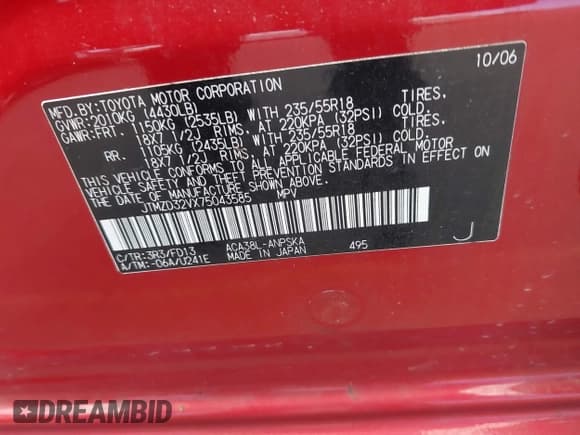 10/06
MFD.BY:TOYOTA MOTOR CORPORATION
GVWR:2010KG (4430LB)
GAWR:FRT. 1150KG (2535LB) WITH 235/55R18 TIRES.
18X7 1/2J RIMS, AT 220KPA (32PSI) COLD.
RR. 1105KG (2435LB) WITH 235/55R18 TIRES.
18X7 1/2J RIMS, AT 220KPA (32PSI) COLD.
THIS VEHICLE CONFORMS TO ALL APPLICABLE FEDERAL MOTOR
VEHICLE SAFETY AND THEFT PREVENTION STANDARDS IN EFFECT ON
THE DATE OF MANUFACTURE SHOWN ABOVE.
JTMZD32VX75043585 MPV
C/TR:3R3/FD13 ACA38L-ANPSKA 495 J
A/TM:-06A/U241E MADE IN JAPAN
DREAMBID